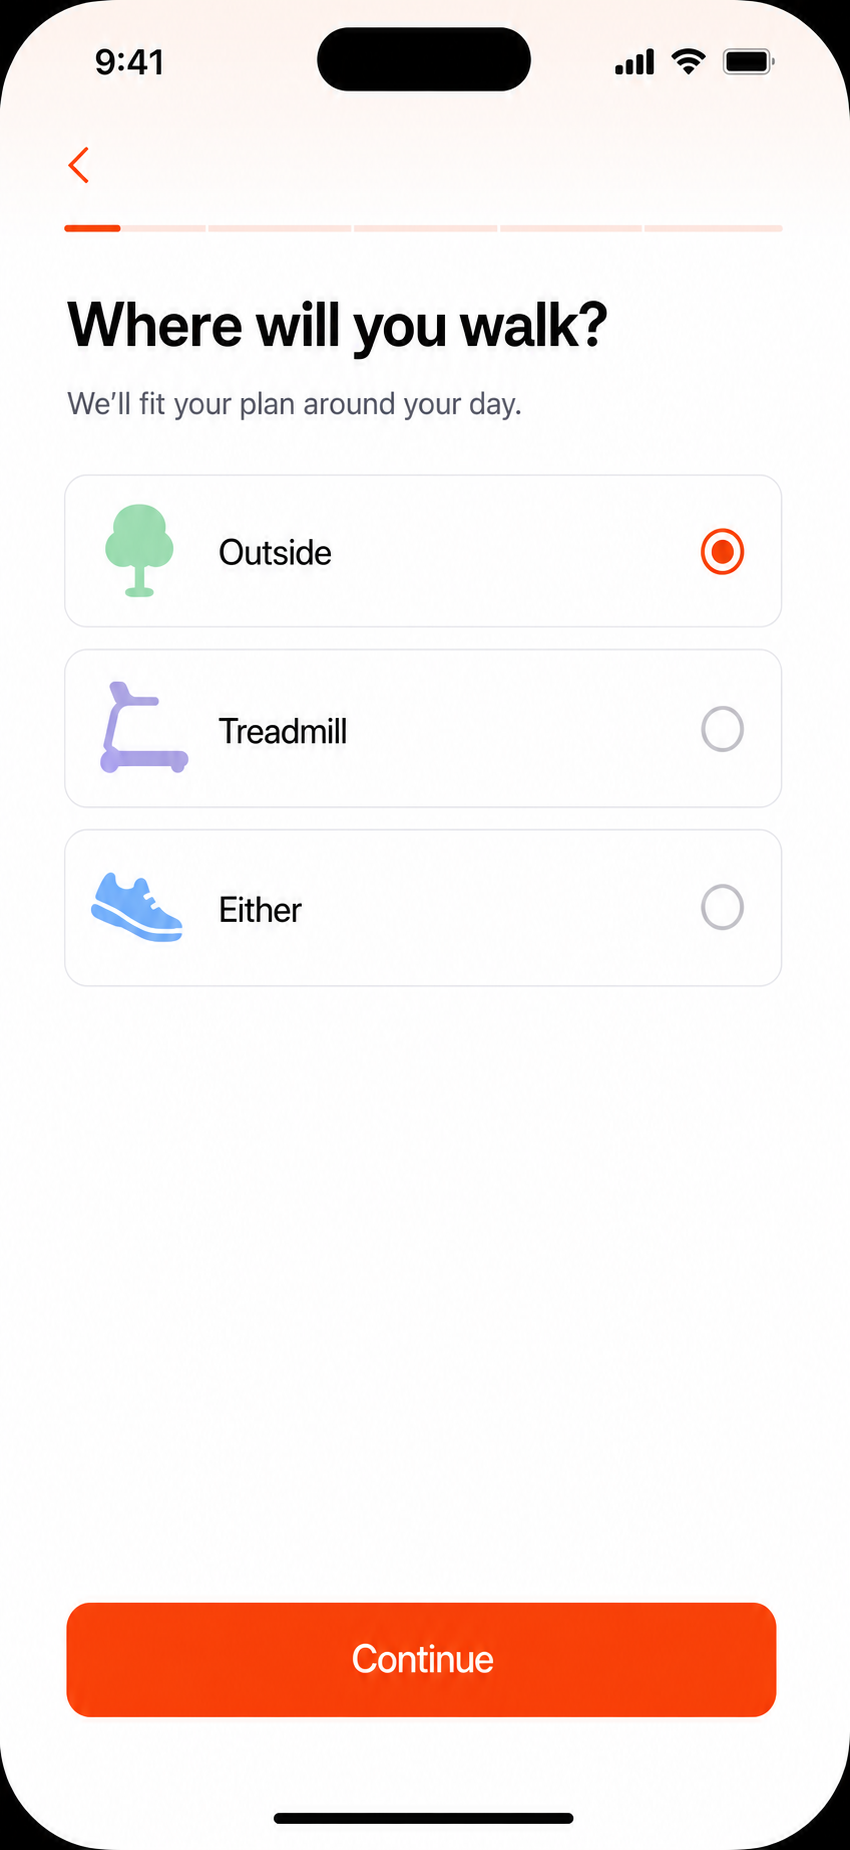 9:41
Where will you walk?
We’ll fit your plan around your day.
Outside
Treadmill
Either
Continue